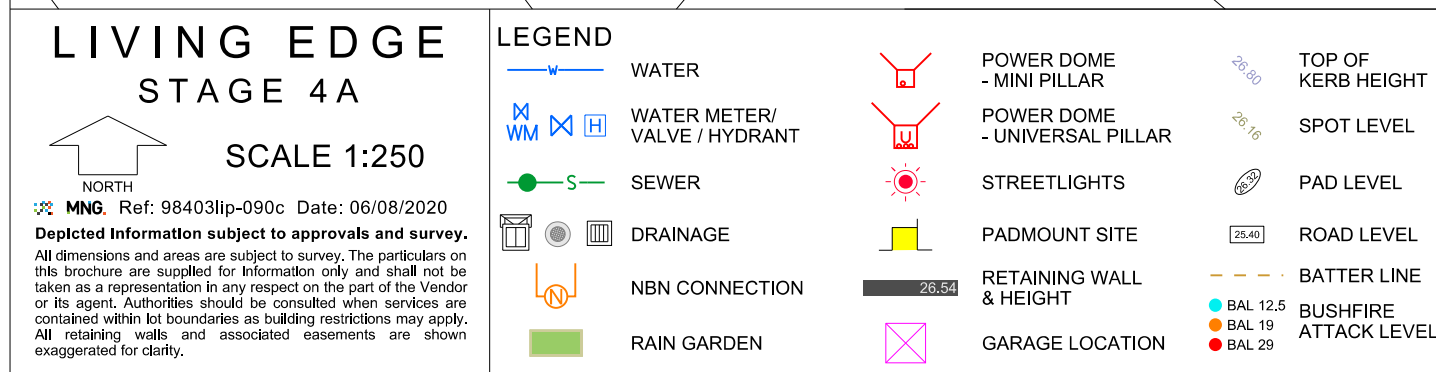 LIVING EDGE
STAGE 4A
NORTH
SCALE 1:250
MNG. Ref: 98403lip-090c Date: 06/08/2020
Depicted Information subject to approvals and survey.
All dimensions and areas are subject to survey. The particulars on
this brochure are supplied for Information only and shall not be
taken as a representation in any respect on the part of the Vendor
or its agent. Authorities should be consulted when services are
contained within lot boundaries as building restrictions may apply.
All retaining walls and associated easements are shown
exaggerated for clarity.
LEGEND
W WATER
WM H WATER METER/
VALVE / HYDRANT
S SEWER
DRAINAGE
N NBN CONNECTION
RAIN GARDEN
POWER DOME
- MINI PILLAR
U POWER DOME
- UNIVERSAL PILLAR
STREETLIGHTS
PADMOUNT SITE
26.54 RETAINING WALL
& HEIGHT
GARAGE LOCATION
26.80 TOP OF
KERB HEIGHT
26.16 SPOT LEVEL
26.32 PAD LEVEL
25.40 ROAD LEVEL
BATTER LINE
BAL 12.5
BAL 19
BAL 29
BUSHFIRE
ATTACK LEVEL